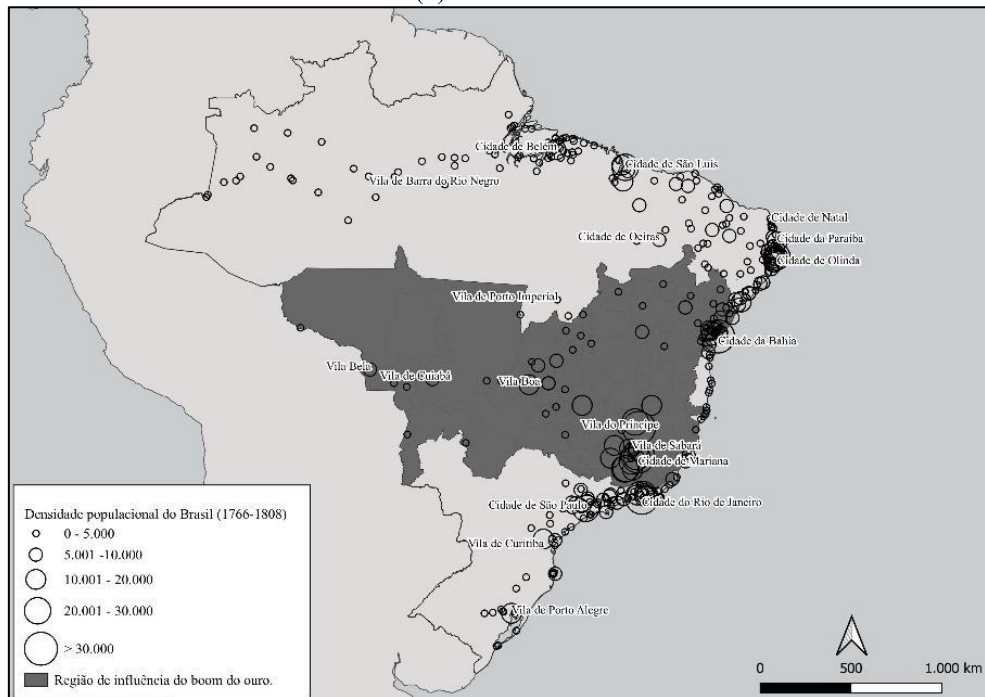 Cidade de Belém
Cidade de São Luis
Vila de Barra do Rio Negro
Cidade de Natal
Cidade de Oeiras
Cidade da Paraíba
Cidade de Olinda
Vila de Porto Imperial
Cidade da Bahia
Vila Bela
Vila de Cuiabá
Vila Boa
Vila do Príncipe
Vila de Sabará
Cidade de Mariana
Cidade de São Paulo
Cidade do Rio de Janeiro
Vila de Curitiba
Vila de Porto Alegre
Densidade populacional do Brasil (1766-1808)
0 - 5.000
5.001 -10.000
10.001 - 20.000
20.001 - 30.000
> 30.000
Região de influência do boom do ouro.
0 500 1.000 km